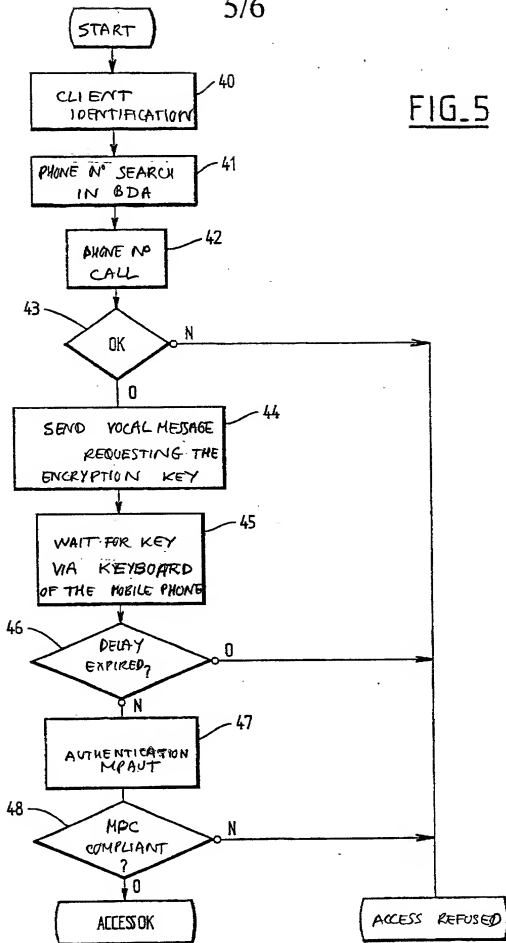 5/6
START
FIG_5
40
CLIENT
IDENTIFICATION
41
PHONE N° SEARCH
IN BDA
42
PHONE N°
CALL
43
OK
N
O
44
SEND VOCAL MESSAGE
REQUESTING THE
ENCRYPTION KEY
45
WAIT FOR KEY
VIA KEYBOARD
OF THE MOBILE PHONE
46
DELAY
EXPIRED?
O
N
47
AUTHENTICATION
MPAUT
48
MPC
COMPLIANT
?
N
O
ACCESS OK
ACCESS REFUSED